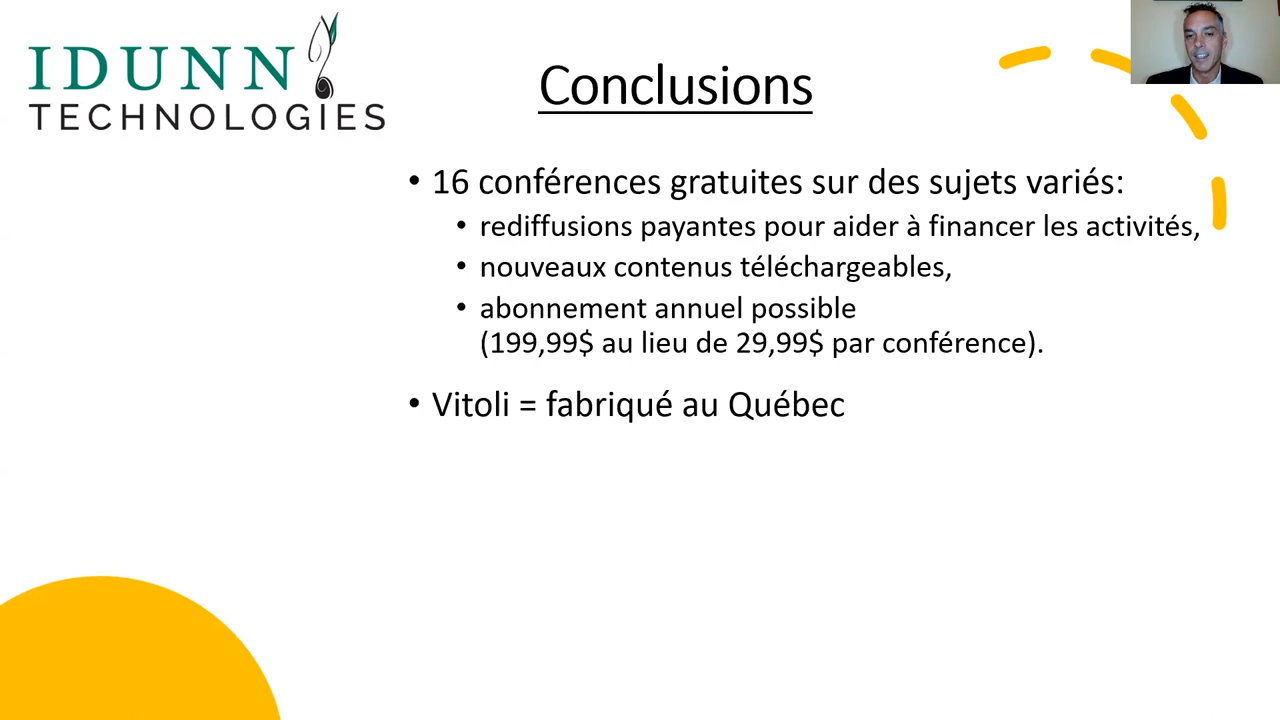 IDUNN
TECHNOLOGIES
Conclusions
• 16 conférences gratuites sur des sujets variés:
• rediffusions payantes pour aider à financer les activités,
• nouveaux contenus téléchargeables,
• abonnement annuel possible
(199,99$ au lieu de 29,99$ par conférence).
• Vitoli = fabriqué au Québec